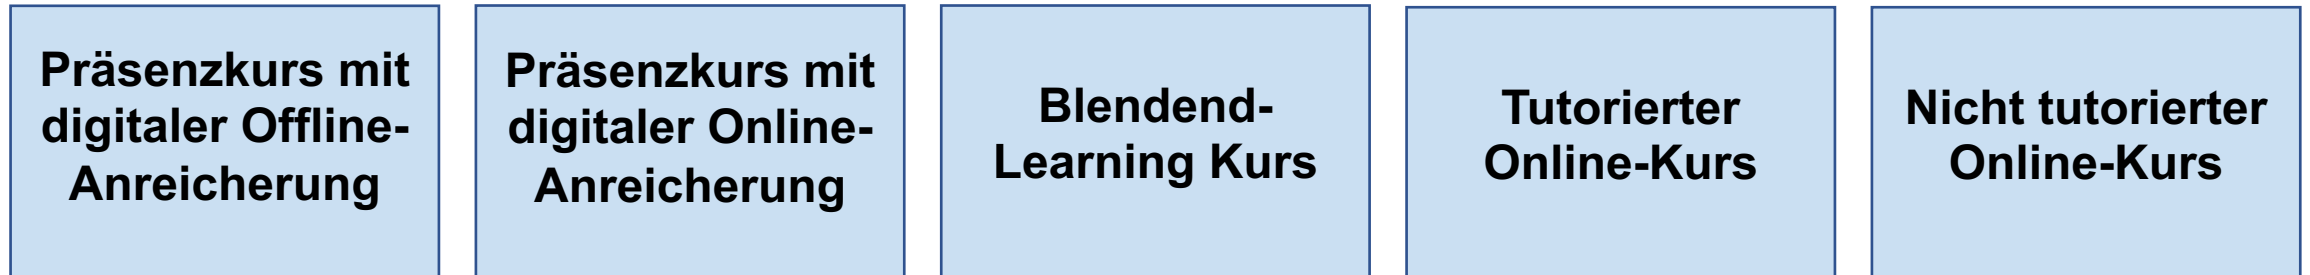 Präsenzkurs mit
digitaler Offline-
Anreicherung
Präsenzkurs mit
digitaler Online-
Anreicherung
Blendend-
Learning Kurs
Tutorierter
Online-Kurs
Nicht tutorierter
Online-Kurs